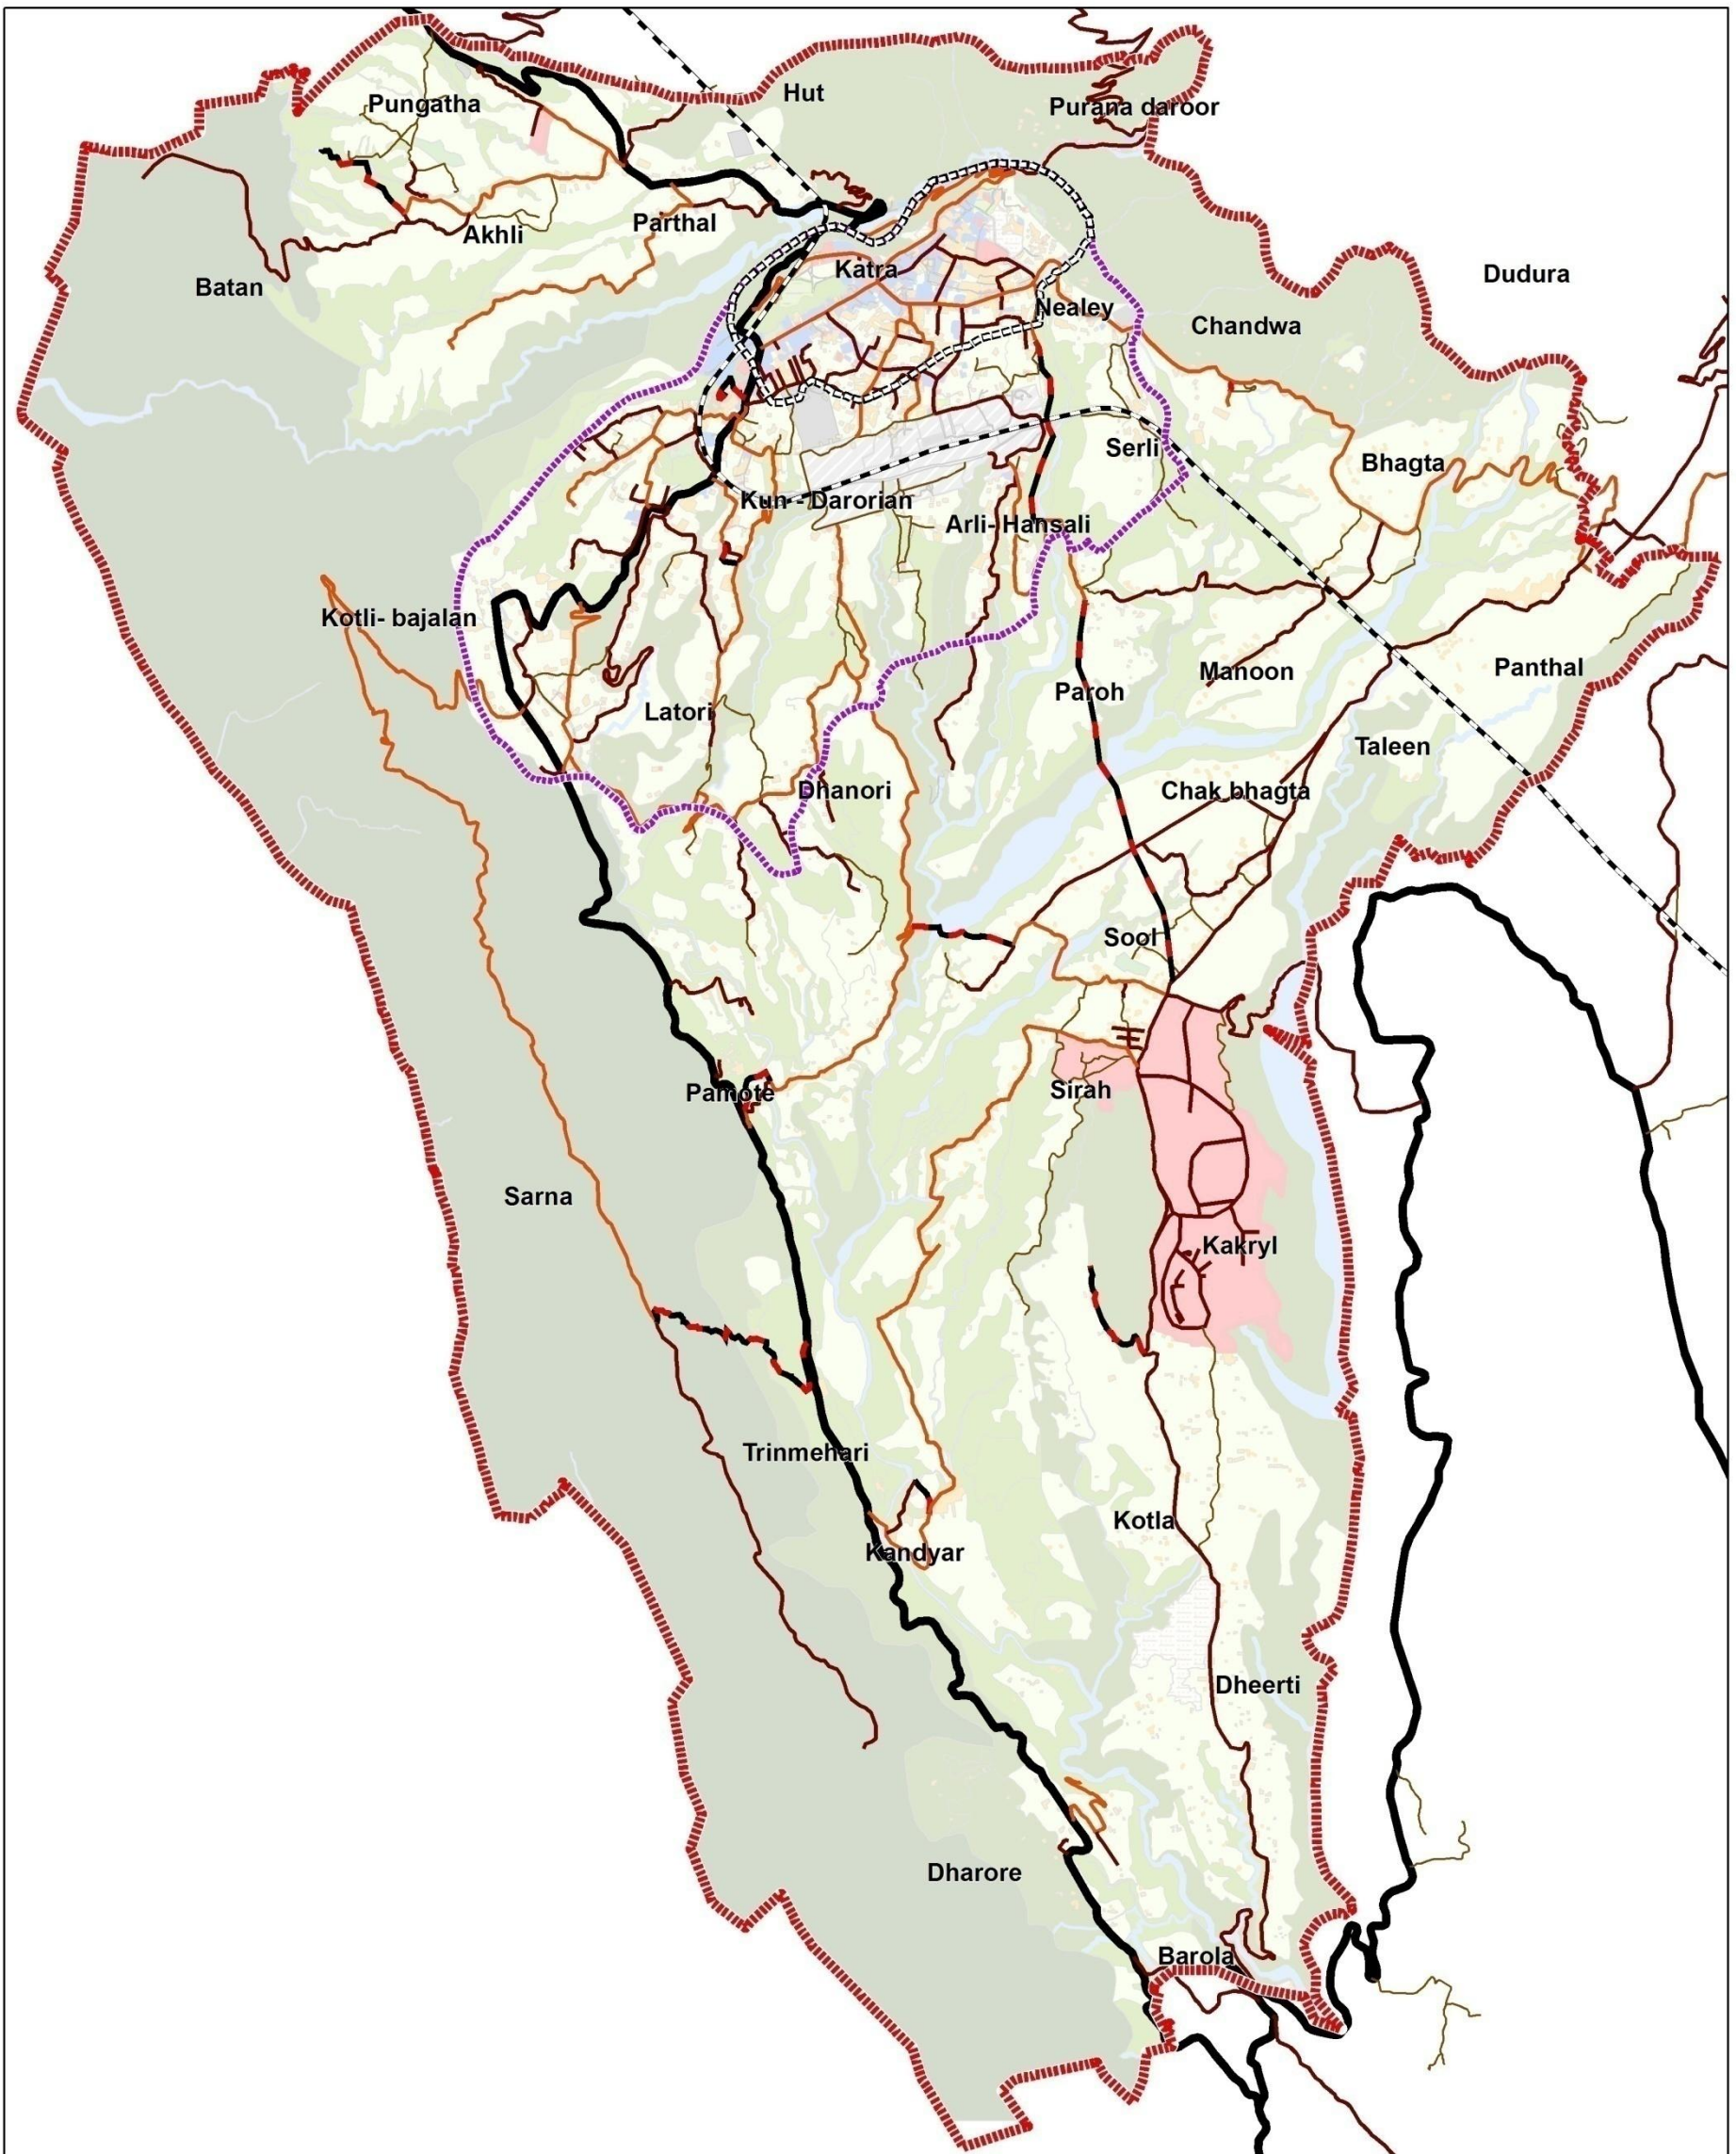 Hut
Pungatha
Purana daroor
Parthal
Akhli
Katra
Dudura
Batan
Nealey
Chandwa
Serli
Bhagta
Kun - Darorian
Arli- Hansali
Kotli- bajalan
Manoon
Panthal
Paroh
Latori
Taleen
Dhanori
Chak bhagta
Sool
Pamote
Sirah
Sarna
Kakryl
Trinmehari
Kotla
Kandyar
Dheerti
Dharore
Barola